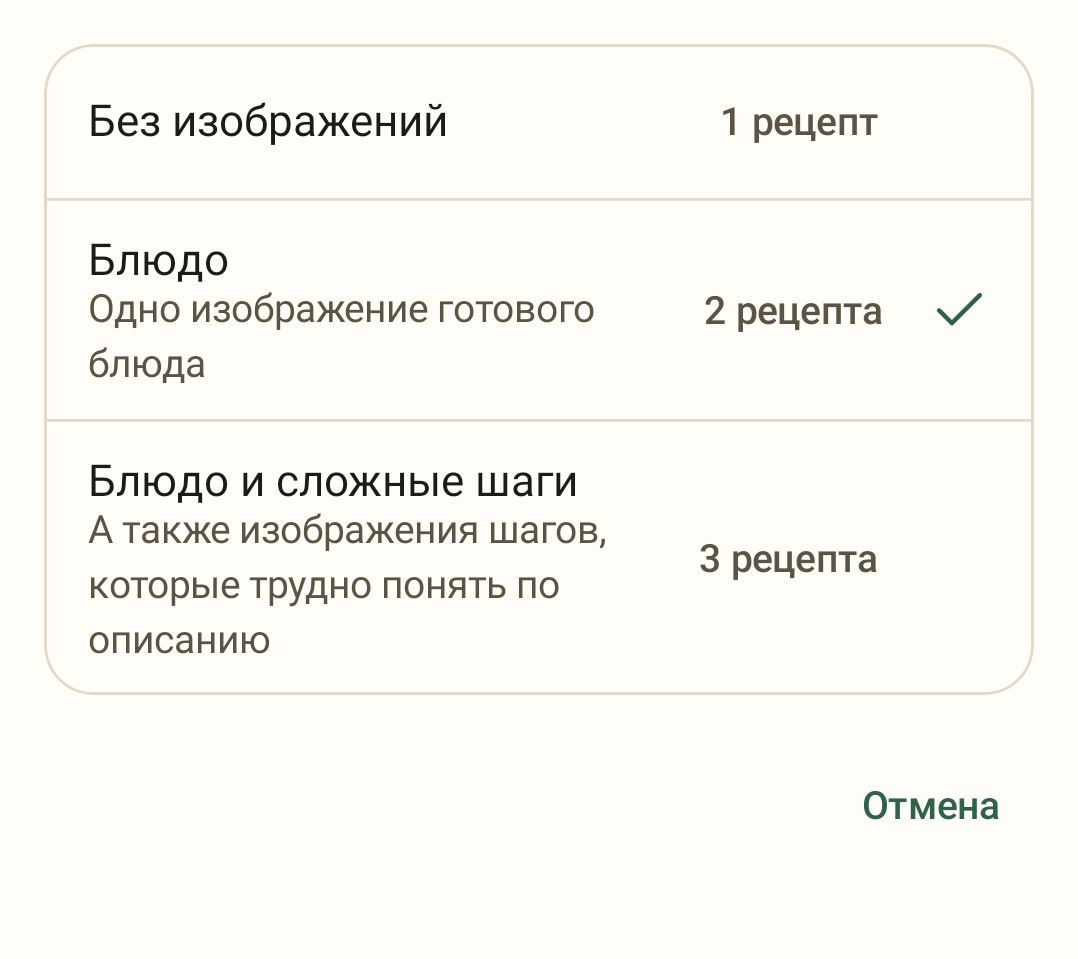 Без изображений 1 рецепт
Блюдо
Одно изображение готового
блюда
2 рецепта
Блюдо и сложные шаги
А также изображения шагов,
которые трудно понять по
описанию
3 рецепта
Отмена